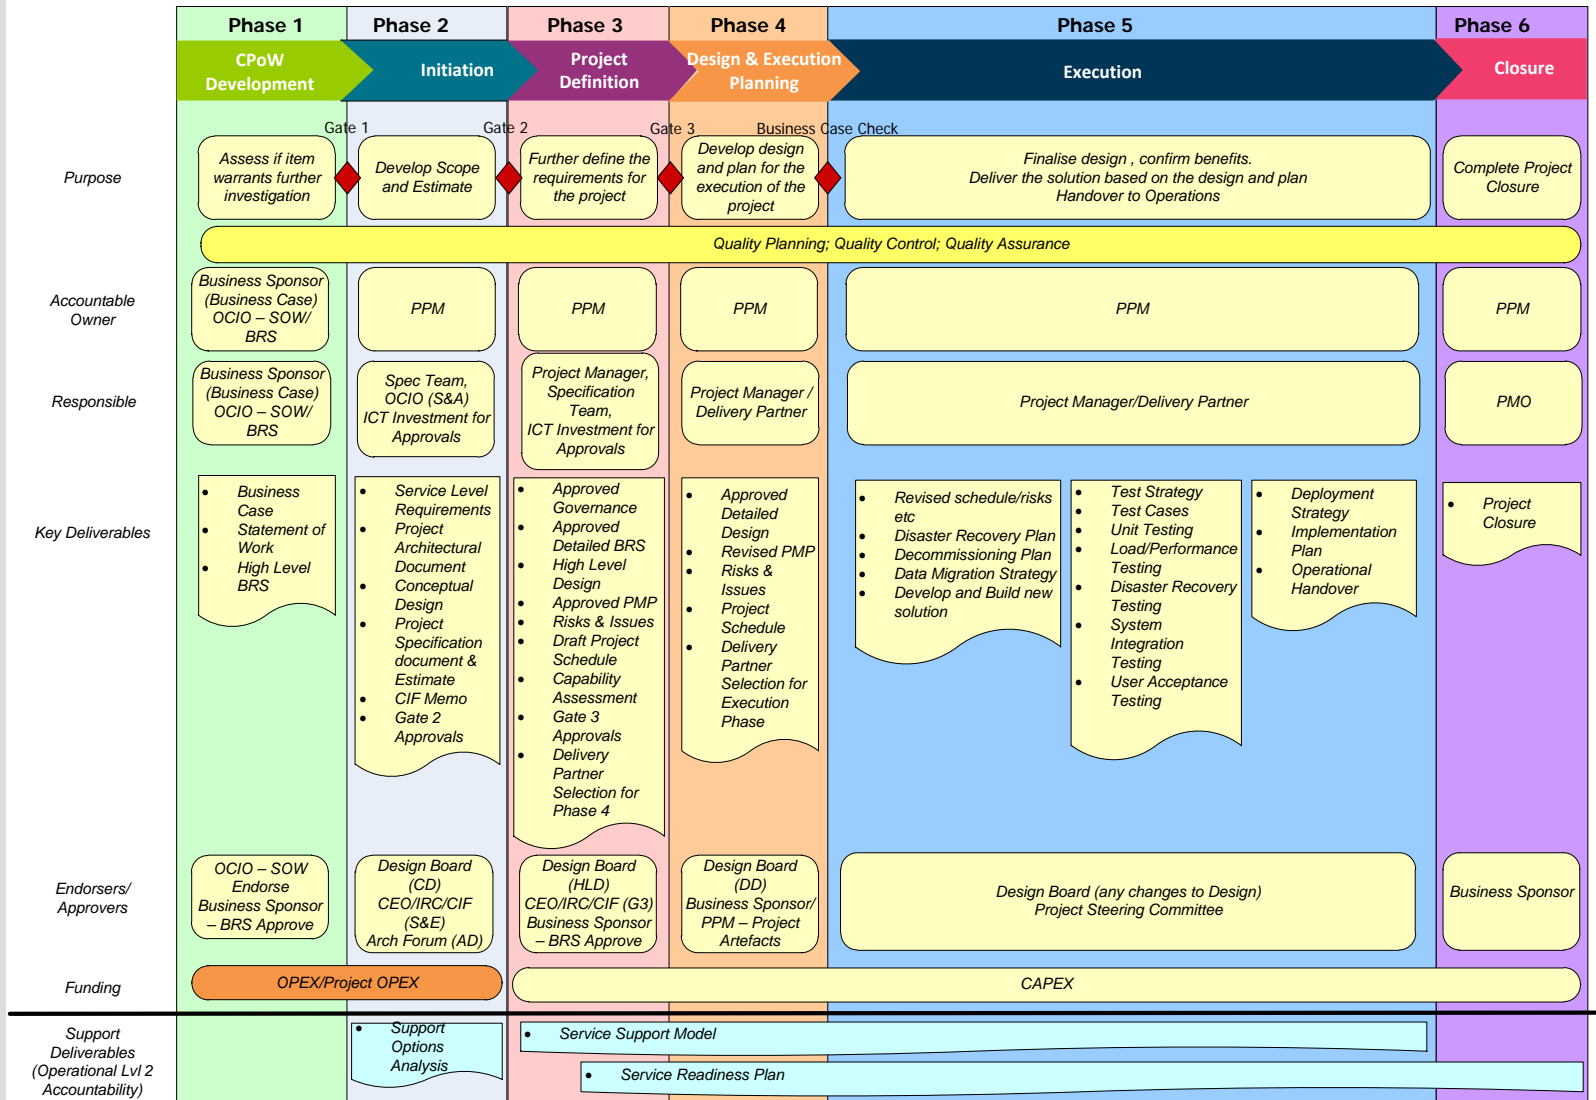 Phase 1
Phase 2
Phase 3
Phase 4
Phase 5
Phase 6
CPoW
Development
Initiation
Project
Definition
Design & Execution
Planning
Execution
Closure
Gate 1
Gate 2
Gate 3
Business Case Check
Purpose
Assess if item
warrants further
investigation
Develop Scope
and Estimate
Further define the
requirements for
the project
Develop design
and plan for the
execution of the
project
Finalise design , confirm benefits.
Deliver the solution based on the design and plan
Handover to Operations
Complete Project
Closure
Quality Planning; Quality Control; Quality Assurance
Accountable
Owner
Business Sponsor
(Business Case)
OCIO – SOW/
BRS
PPM
PPM
PPM
PPM
PPM
Responsible
Business Sponsor
(Business Case)
OCIO – SOW/
BRS
Spec Team,
OCIO (S&A)
ICT Investment for
Approvals
Project Manager,
Specification
Team,
ICT Investment for
Approvals
Project Manager /
Delivery Partner
Project Manager/Delivery Partner
PMO
Key Deliverables
• Business
Case
• Statement of
Work
• High Level
BRS
• Service Level
Requirements
• Project
Architectural
Document
• Conceptual
Design
• Project
Specification
document &
Estimate
• CIF Memo
• Gate 2
Approvals
• Approved
Governance
• Approved
Detailed BRS
• High Level
Design
• Approved PMP
• Risks & Issues
• Draft Project
Schedule
• Capability
Assessment
• Gate 3
Approvals
• Delivery
Partner
Selection for
Phase 4
• Approved
Detailed
Design
• Revised PMP
• Risks &
Issues
• Project
Schedule
• Delivery
Partner
Selection for
Execution
Phase
• Revised schedule/risks
etc
• Disaster Recovery Plan
• Decommissioning Plan
• Data Migration Strategy
• Develop and Build new
solution
• Test Strategy
• Test Cases
• Unit Testing
• Load/Performance
Testing
• Disaster Recovery
Testing
• System
Integration
Testing
• User Acceptance
Testing
• Deployment
Strategy
• Implementation
Plan
• Operational
Handover
• Project
Closure
Endorsers/
Approvers
OCIO – SOW
Endorse
Business Sponsor
– BRS Approve
Design Board
(CD)
CEO/IRC/CIF
(S&E)
Arch Forum (AD)
Design Board
(HLD)
CEO/IRC/CIF (G3)
Business Sponsor
– BRS Approve
Design Board
(DD)
Business Sponsor/
PPM – Project
Artefacts
Design Board (any changes to Design)
Project Steering Committee
Business Sponsor
Funding
OPEX/Project OPEX
CAPEX
Support
Deliverables
(Operational Lvl 2
Accountability)
• Support
Options
Analysis
• Service Support Model
• Service Readiness Plan